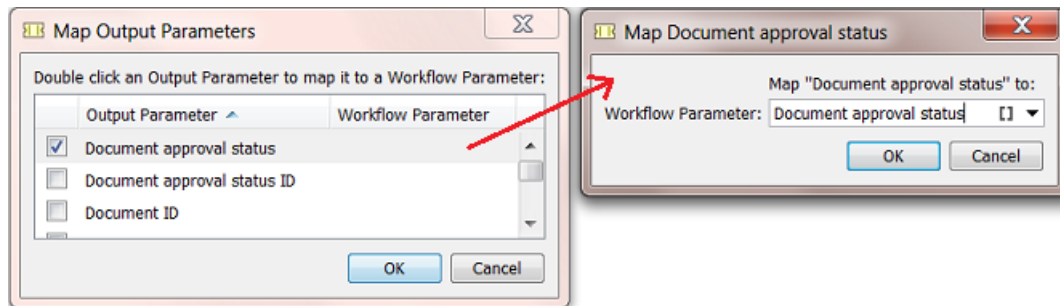 Map Output Parameters
Double click an Output Parameter to map it to a Workflow Parameter:
Output Parameter Workflow Parameter
Document approval status
Document approval status ID
Document ID
OK Cancel
Map Document approval status
Map "Document approval status" to:
Workflow Parameter: Document approval status []
OK Cancel